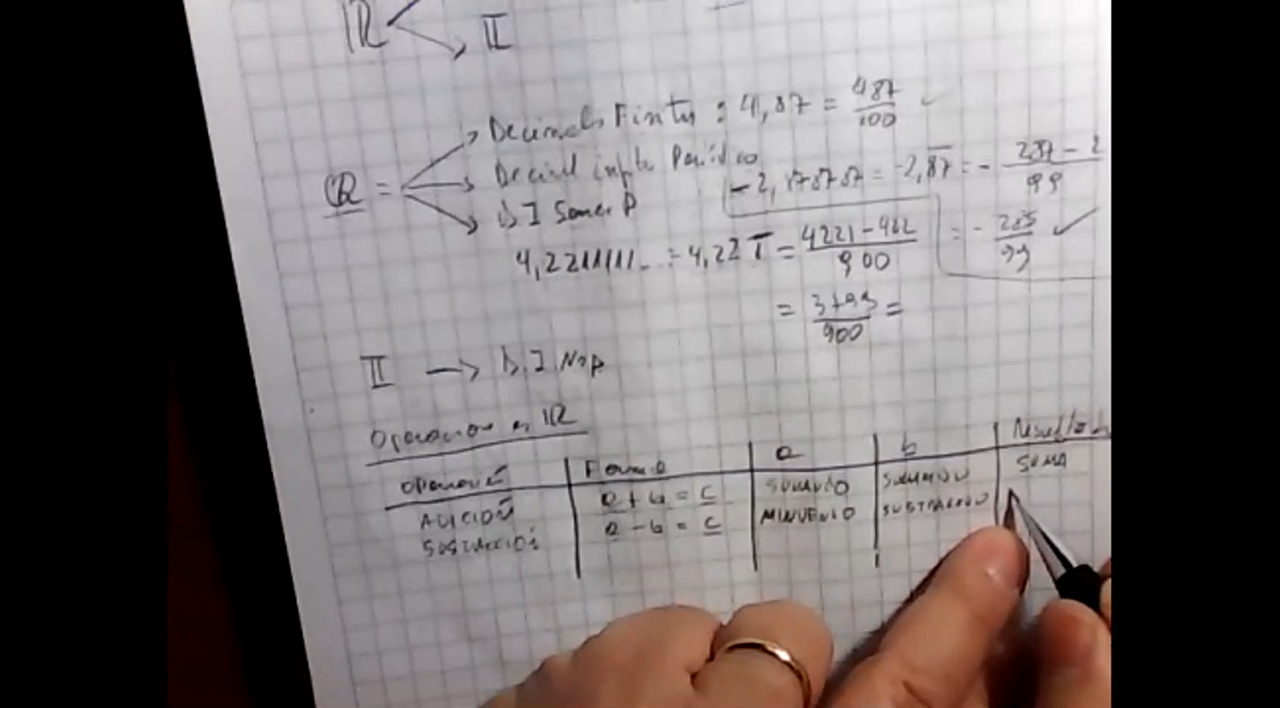 ℝ
𝕀
Decimales Finitos : 4,87 = 487/100
ℚ = Decimal infto Periódico
-2,878787 = -2,87̅ = - 287-2/99
D I Semi P
= - 285/99 ✓
4,2211111... = 4,221̅ = 4221-422/900
= 3799/900 =
𝕀 → D.I. No p
Operaciones en ℝ
Operación Forma a b Resultado
ADICIÓN a + b = c SUMANDO SUMANDO SUMA
SUSTRACCIÓN a - b = c MINUENDO SUSTRAENDO